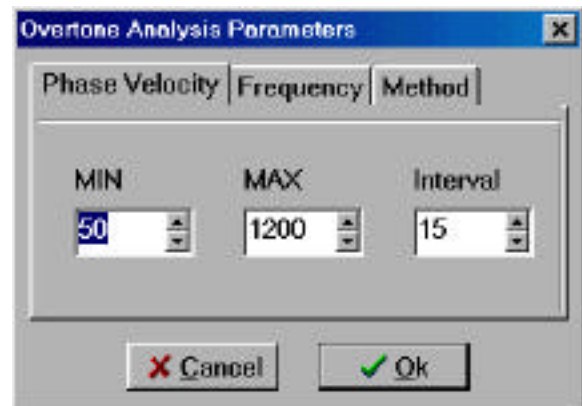 Overtone Analysis Parameters
Phase Velocity Frequency Method
MIN MAX Interval
50 1200 15
Cancel Ok